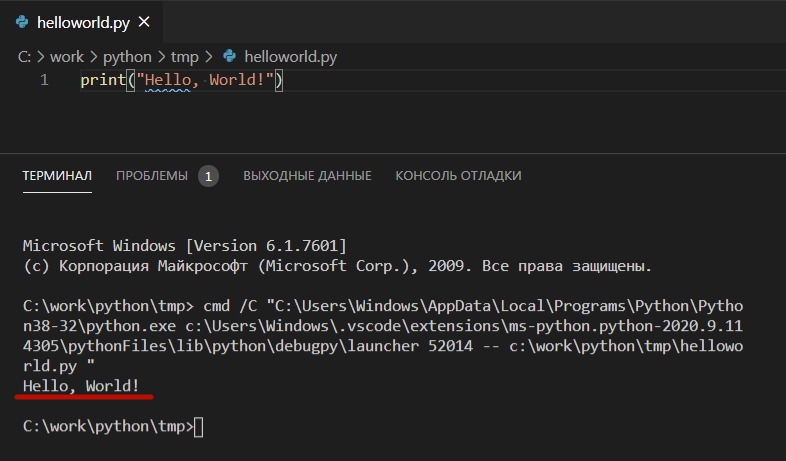 helloworld.py
C: > work > python > tmp > helloworld.py
1 print("Hello, World!")
ТЕРМИНАЛ ПРОБЛЕМЫ 1 ВЫХОДНЫЕ ДАННЫЕ КОНСОЛЬ ОТЛАДКИ
Microsoft Windows [Version 6.1.7601]
(c) Корпорация Майкрософт (Microsoft Corp.), 2009. Все права защищены.
C:\work\python\tmp> cmd /C "C:\Users\Windows\AppData\Local\Programs\Python\Pytho
n38-32\python.exe c:\Users\Windows\.vscode\extensions\ms-python.python-2020.9.11
4305\pythonFiles\lib\python\debugpy\launcher 52014 -- c:\work\python\tmp\hellowo
rld.py "
Hello, World!
C:\work\python\tmp>